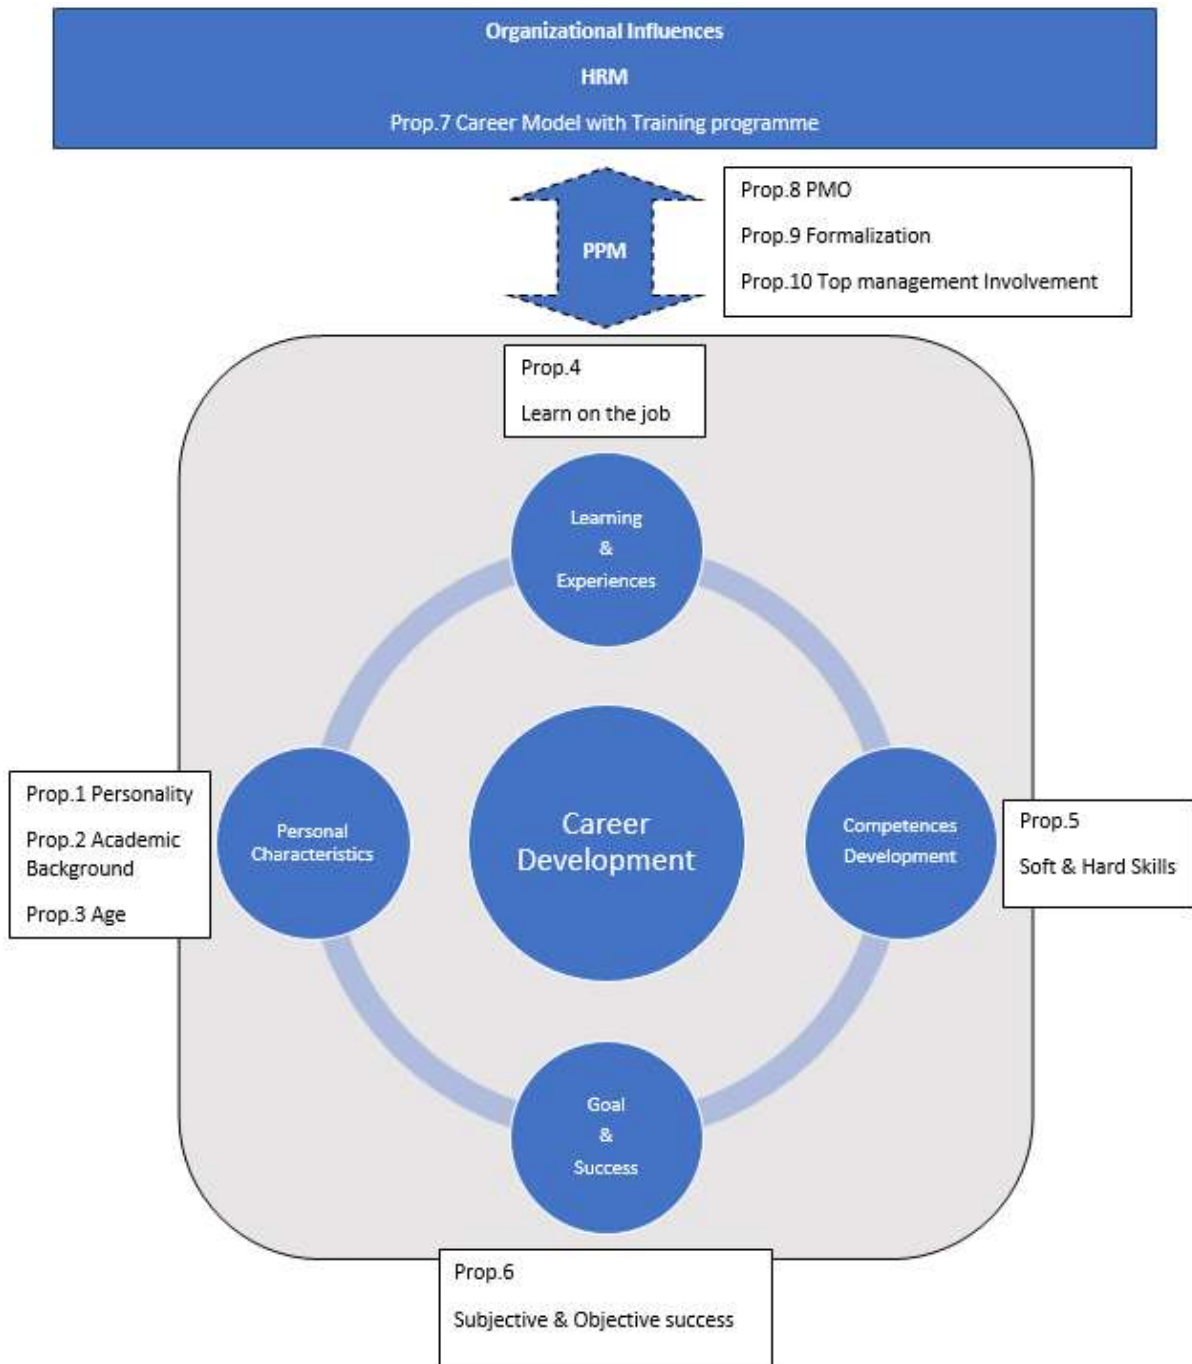 Organizational Influences
HRM
Prop.7 Career Model with Training programme
PPM
Prop.8 PMO
Prop.9 Formalization
Prop.10 Top management Involvement
Prop.4
Learn on the job
Learning
&
Experiences
Prop.1 Personality
Prop.2 Academic
Background
Prop.3 Age
Personal
Characteristics
Career
Development
Competences
Development
Prop.5
Soft & Hard Skills
Goal
&
Success
Prop.6
Subjective & Objective success